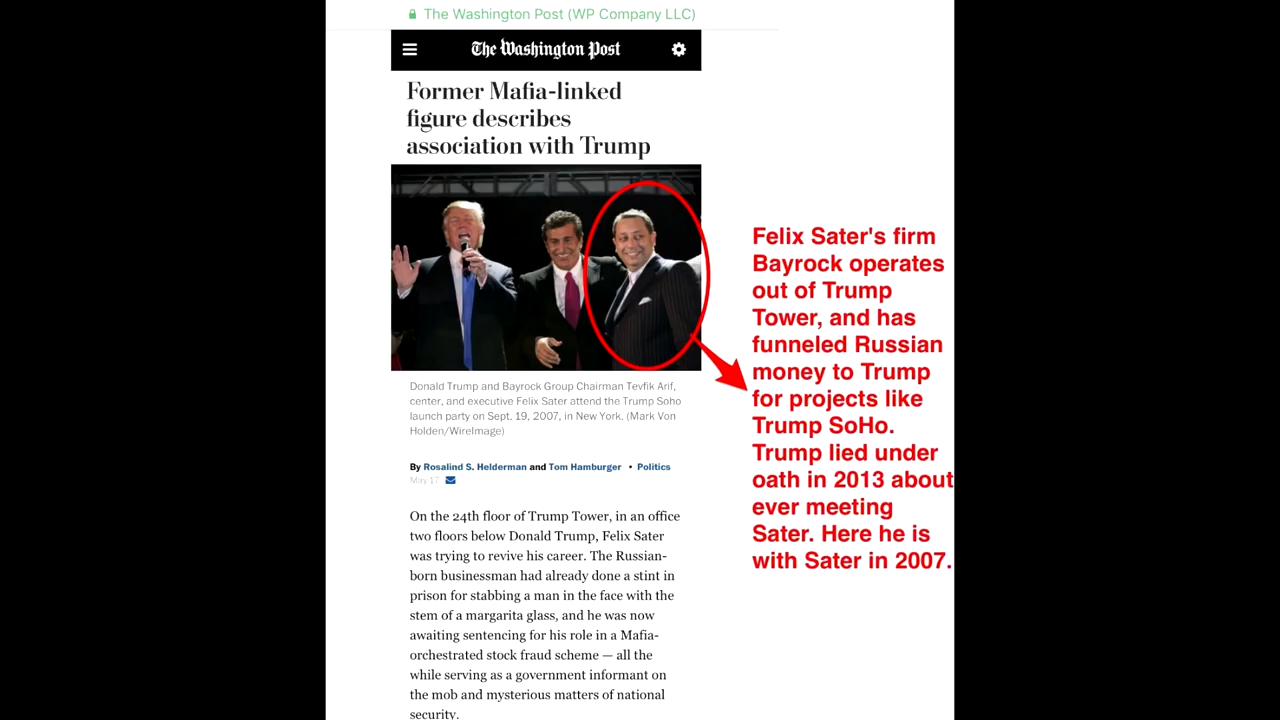 The Washington Post (WP Company LLC)
The Washington Post
Former Mafia-linked
figure describes
association with Trump
Donald Trump and Bayrock Group Chairman Tevfik Arif,
center, and executive Felix Sater attend the Trump Soho
launch party on Sept. 19, 2007, in New York. (Mark Von
Holden/WireImage)
By Rosalind S. Helderman and Tom Hamburger • Politics
May 17
On the 24th floor of Trump Tower, in an office
two floors below Donald Trump, Felix Sater
was trying to revive his career. The Russian-
born businessman had already done a stint in
prison for stabbing a man in the face with the
stem of a margarita glass, and he was now
awaiting sentencing for his role in a Mafia-
orchestrated stock fraud scheme — all the
while serving as a government informant on
the mob and mysterious matters of national
security.
Felix Sater's firm
Bayrock operates
out of Trump
Tower, and has
funneled Russian
money to Trump
for projects like
Trump SoHo.
Trump lied under
oath in 2013 about
ever meeting
Sater. Here he is
with Sater in 2007.